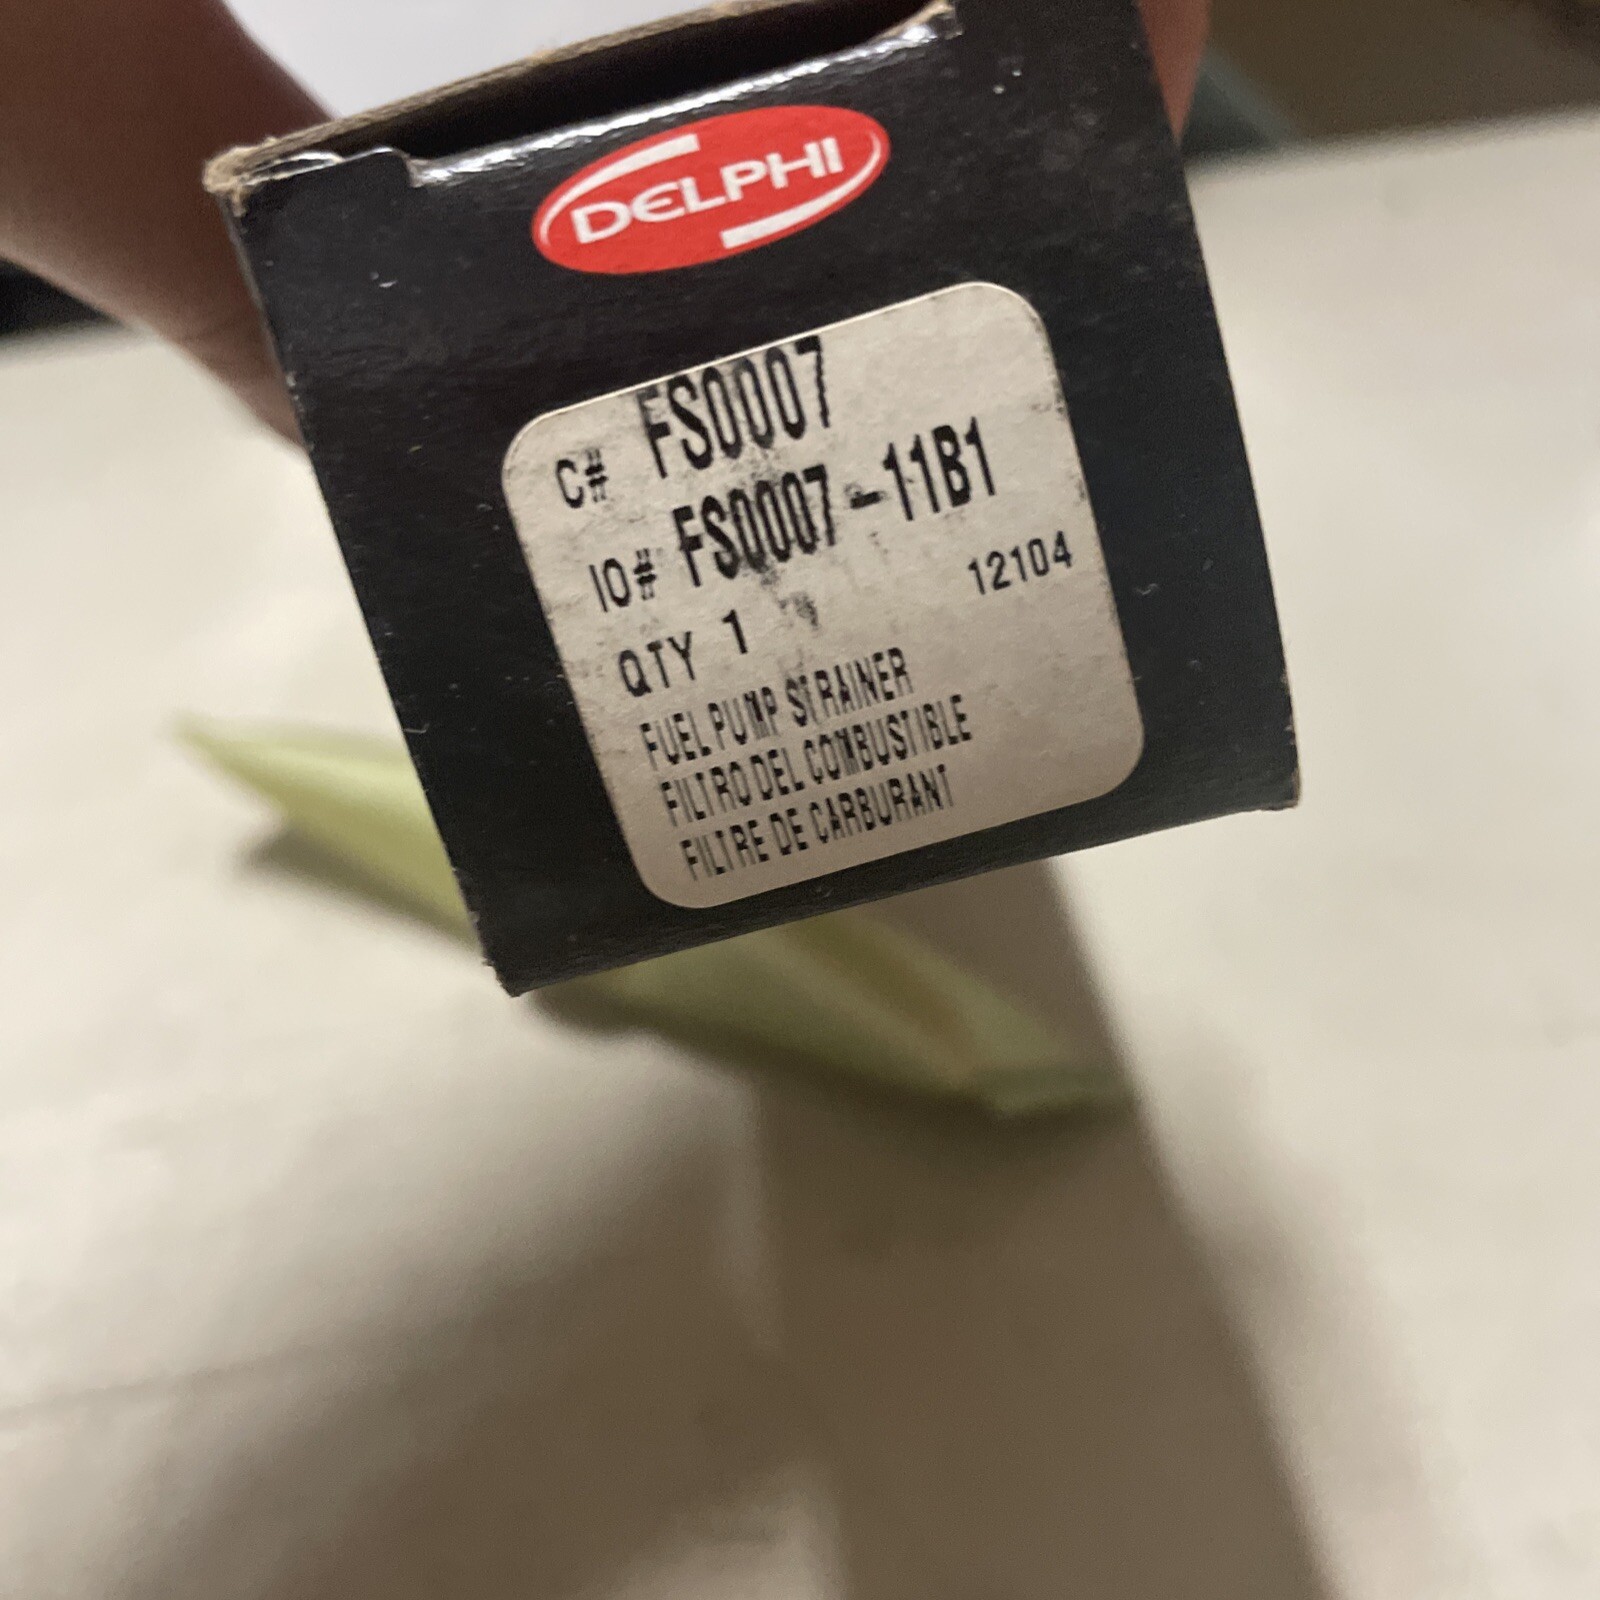 DELPHI
C# FS0007
IO# FS0007-11B1
QTY 1 12104
FUEL PUMP STRAINER
FILTRO DEL COMBUSTIBLE
FILTRE DE CARBURANT